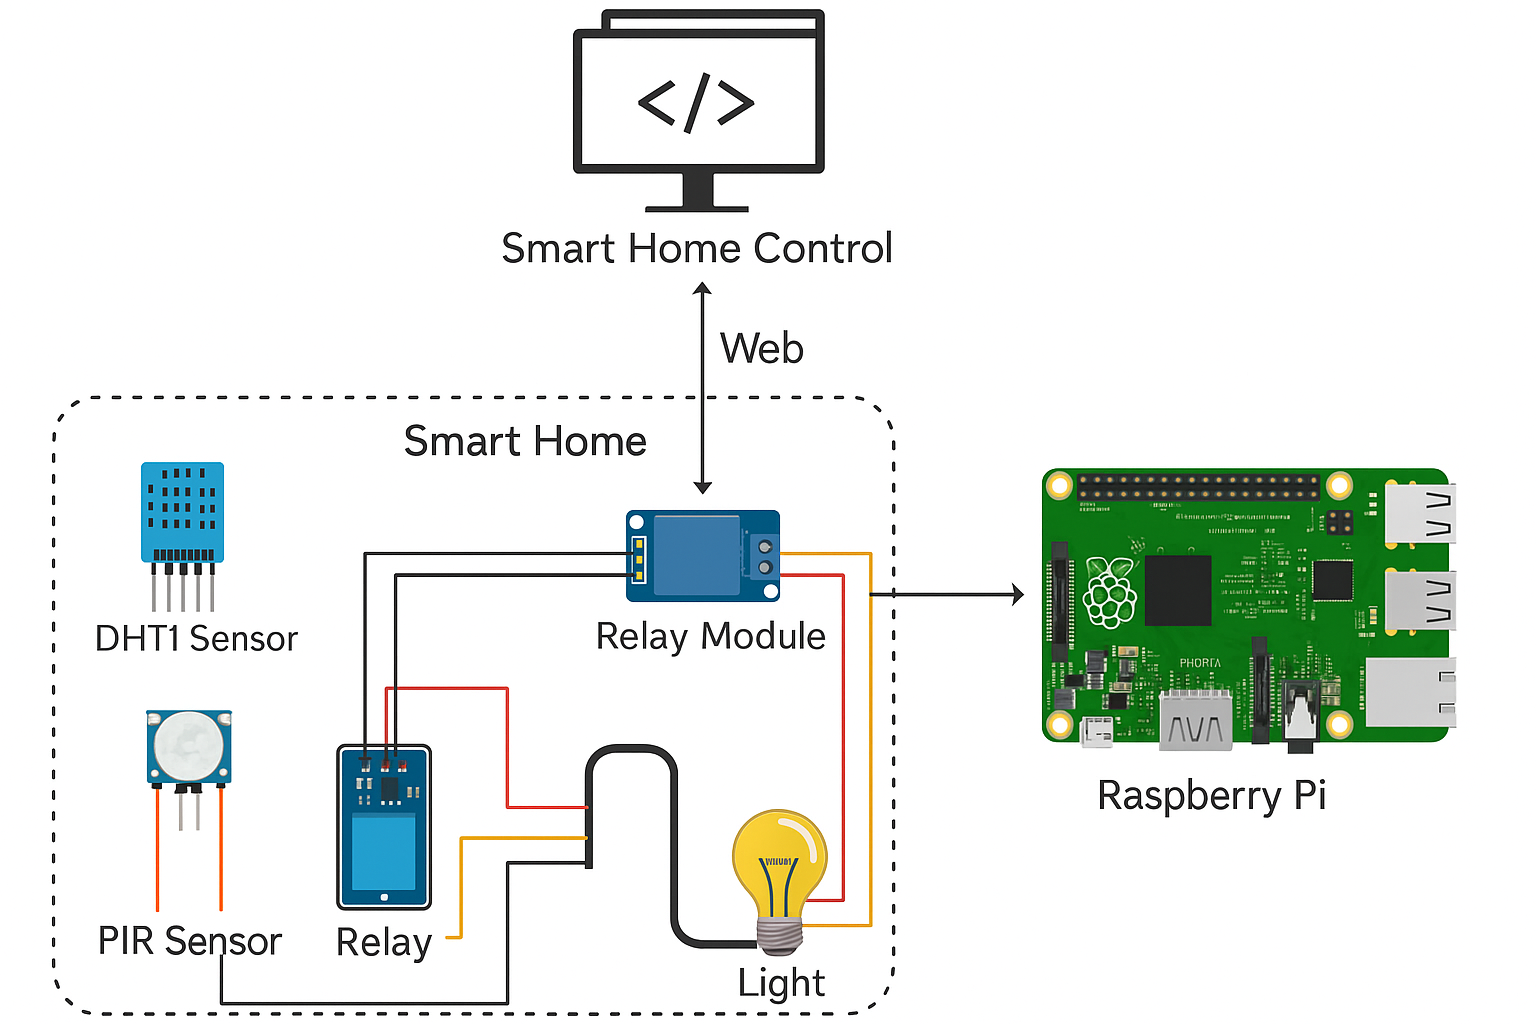 </>
Smart Home Control
Web
Smart Home
DHT1 Sensor
Relay Module
PHORTA
Raspberry Pi
PIR Sensor
Relay
Light